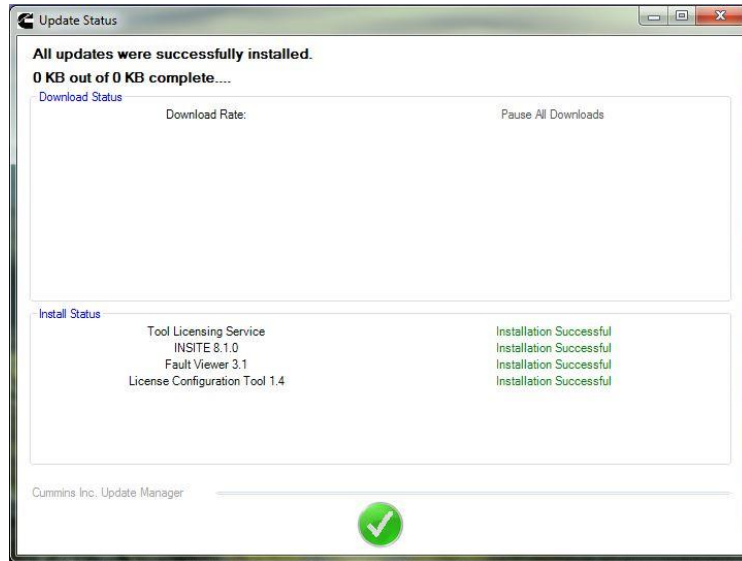 Update Status
All updates were successfully installed.
0 KB out of 0 KB complete....
Download Status
Download Rate: Pause All Downloads
Install Status
Tool Licensing Service Installation Successful
INSITE 8.1.0 Installation Successful
Fault Viewer 3.1 Installation Successful
License Configuration Tool 1.4 Installation Successful
Cummins Inc. Update Manager